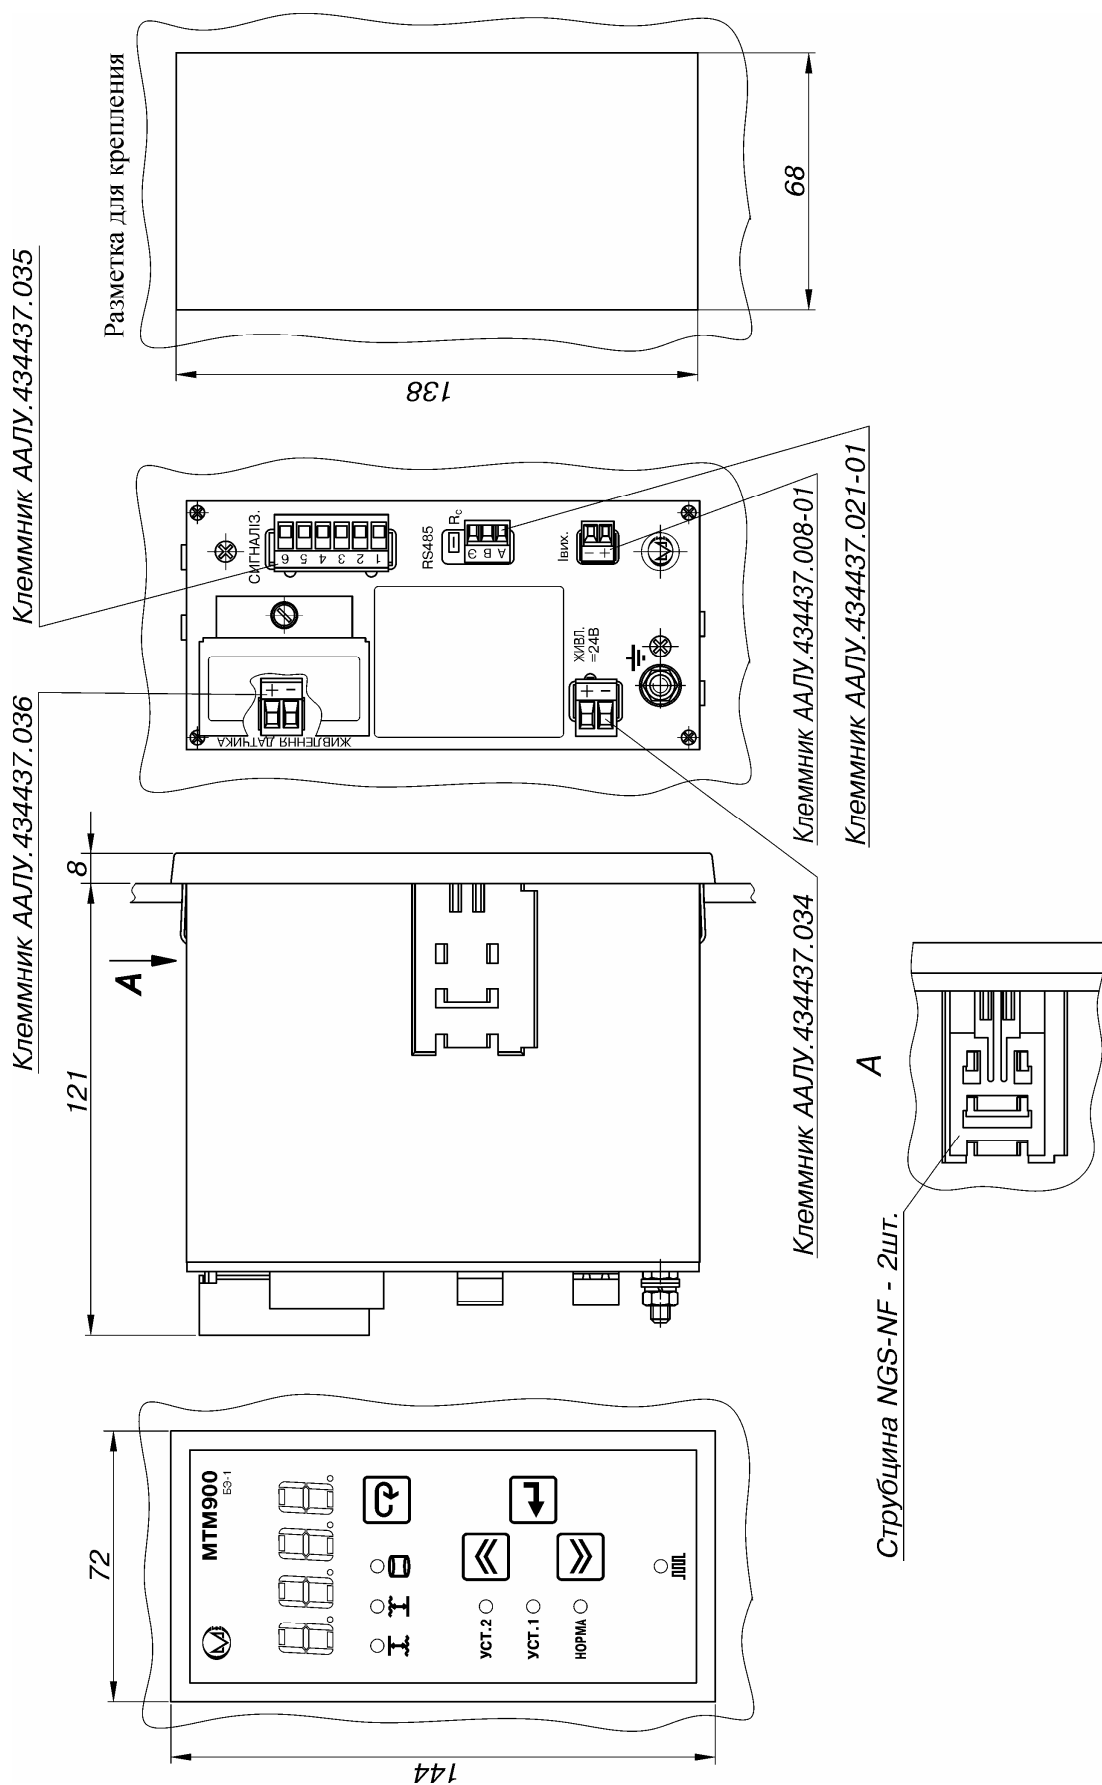 Разметка для крепления
68
138
Клеммник ААЛУ.434437.035
Клеммник ААЛУ.434437.036
СИГНАЛІЗ.
6 5 4 3 2 1
RS485
Rc
Э B A
Івих.
- +
ЖИВЛЕННЯ ДАТЧИКА
+ -
ЖИВЛ.
=24В
+ -
Клеммник ААЛУ.434437.008-01
Клеммник ААЛУ.434437.021-01
Клеммник ААЛУ.434437.034
8
121
А
А
Струбцина NGS-NF - 2шт.
72
144
МТМ900
БЭ-1
УСТ.2
УСТ.1
НОРМА